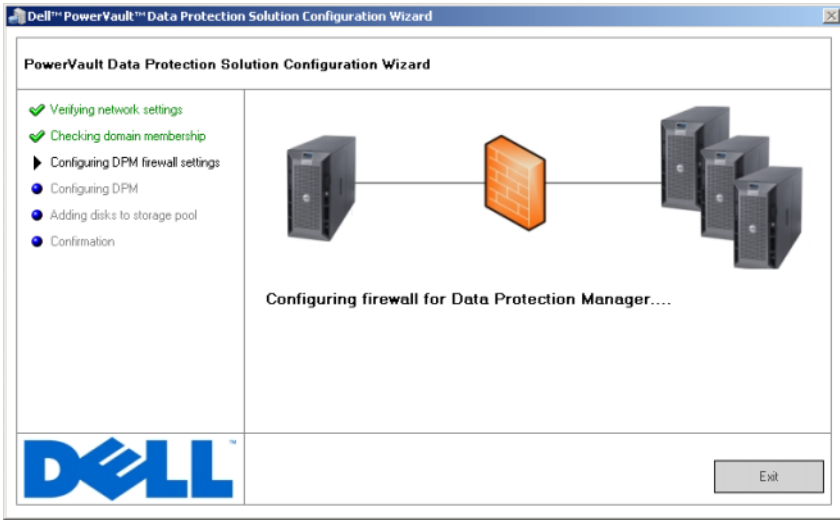 Dell™ PowerVault™ Data Protection Solution Configuration Wizard
PowerVault Data Protection Solution Configuration Wizard
Verifying network settings
Checking domain membership
Configuring DPM firewall settings
Configuring DPM
Adding disks to storage pool
Confirmation
Configuring firewall for Data Protection Manager....
DELL™
Exit